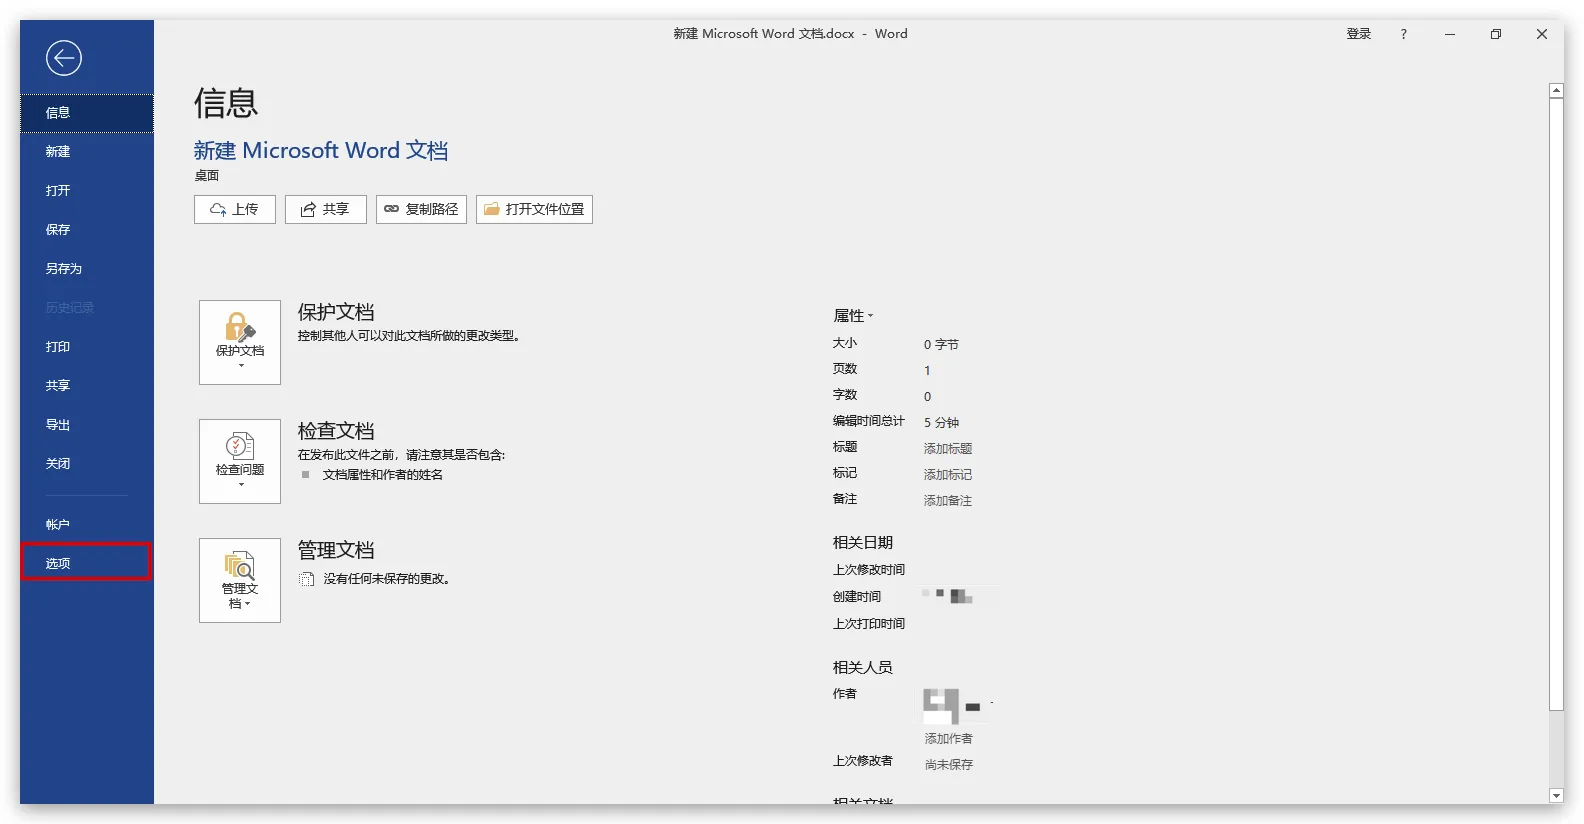 新建 Microsoft Word 文档.docx - Word
登录 ?
信息
新建
打开
保存
另存为
历史记录
打印
共享
导出
关闭
帐户
选项
信息
新建 Microsoft Word 文档
桌面
上传 共享 复制路径 打开文件位置
保护文档
保护文档
控制其他人可以对此文档所做的更改类型。
检查问题
检查文档
在发布此文件之前，请注意其是否包含:
文档属性和作者的姓名
管理文
档
管理文档
没有任何未保存的更改。
属性
大小 0 字节
页数 1
字数 0
编辑时间总计 5 分钟
标题 添加标题
标记 添加标记
备注 添加备注
相关日期
上次修改时间
创建时间
上次打印时间
相关人员
作者
添加作者
上次修改者 尚未保存
相关文档